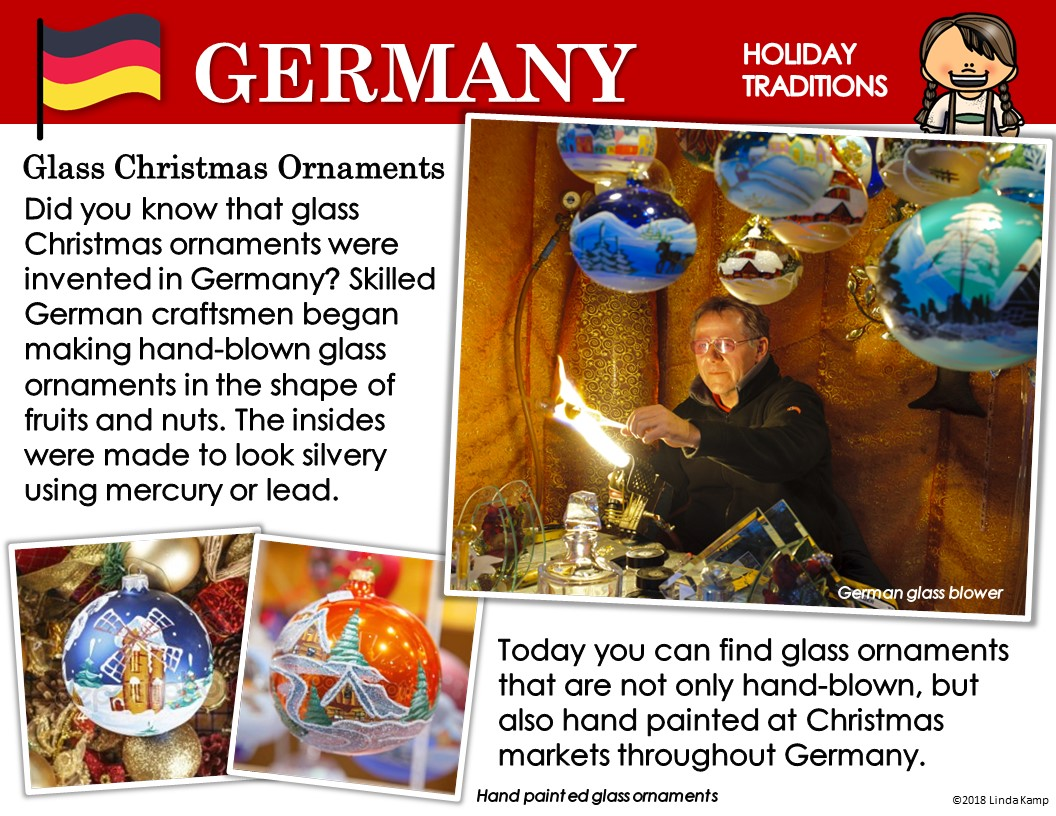 GERMANY
HOLIDAY
TRADITIONS
Glass Christmas Ornaments
Did you know that glass
Christmas ornaments were
invented in Germany? Skilled
German craftsmen began
making hand-blown glass
ornaments in the shape of
fruits and nuts. The insides
were made to look silvery
using mercury or lead.
German glass blower
Today you can find glass ornaments
that are not only hand-blown, but
also hand painted at Christmas
markets throughout Germany.
Hand painted glass ornaments
©2018 Linda Kamp